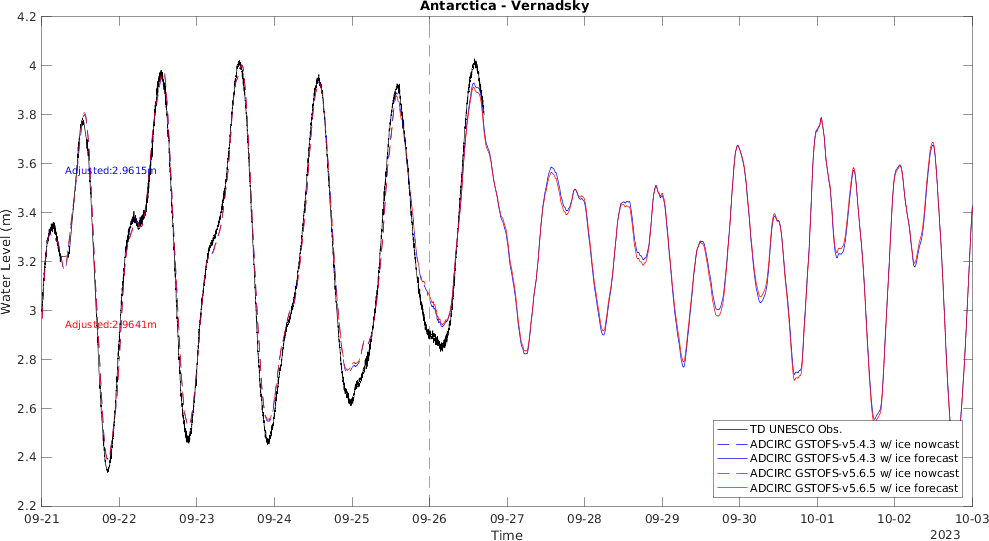 Antarctica - Vernadsky
4.2
4
3.8
3.6
3.4
3.2
3
2.8
2.6
2.4
2.2
Water Level (m)
Adjusted:2.9615m
Adjusted:2.9641m
TD UNESCO Obs.
ADCIRC GSTOFS-v5.4.3 w/ ice nowcast
ADCIRC GSTOFS-v5.4.3 w/ ice forecast
ADCIRC GSTOFS-v5.6.5 w/ ice nowcast
ADCIRC GSTOFS-v5.6.5 w/ ice forecast
09-21 09-22 09-23 09-24 09-25 09-26 09-27 09-28 09-29 09-30 10-01 10-02 10-03
Time
2023